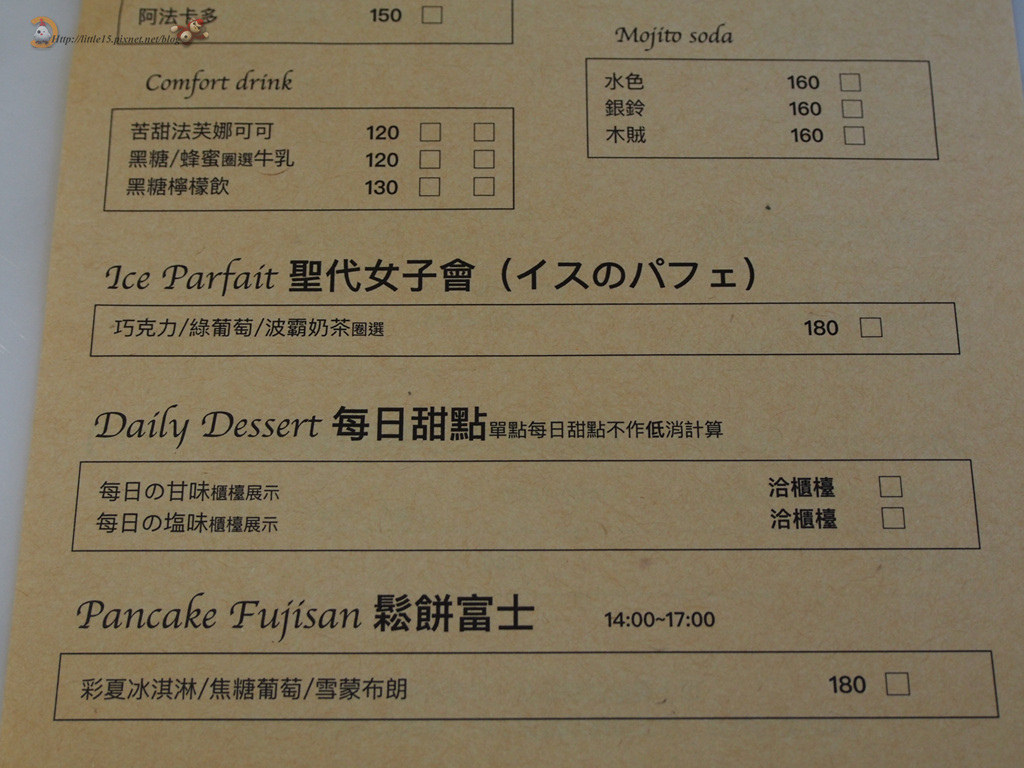 Http://little15.pixnet.net/blog
阿法卡多 150
Comfort drink
苦甜法芙娜可可 120
黑糖/蜂蜜圈選牛乳 120
黑糖檸檬飲 130
Mojito soda
水色 160
銀鈴 160
木賊 160
Ice Parfait 聖代女子會（イスのパフェ）
巧克力/綠葡萄/波霸奶茶圈選 180
Daily Dessert 每日甜點單點每日甜點不作低消計算
每日の甘味櫃檯展示 洽櫃檯
每日の塩味櫃檯展示 洽櫃檯
Pancake Fujisan 鬆餅富士 14:00~17:00
彩夏冰淇淋/焦糖葡萄/雪蒙布朗 180